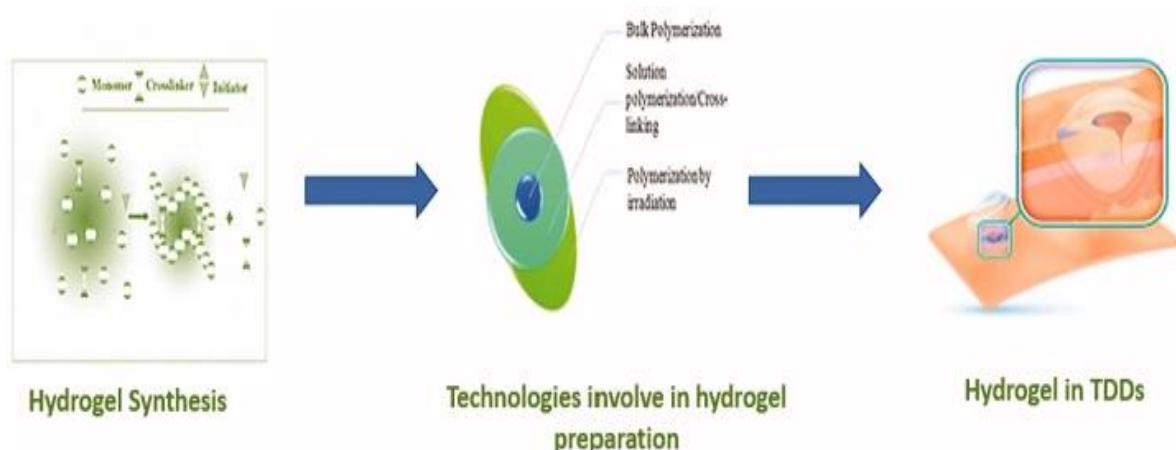 Monomer Crosslinker Initiator
Hydrogel Synthesis
Bulk Polymerization
Solution
polymerization/Cross-
linking
Polymerization by
irradiation
Technologies involve in hydrogel
preparation
Hydrogel in TDDs